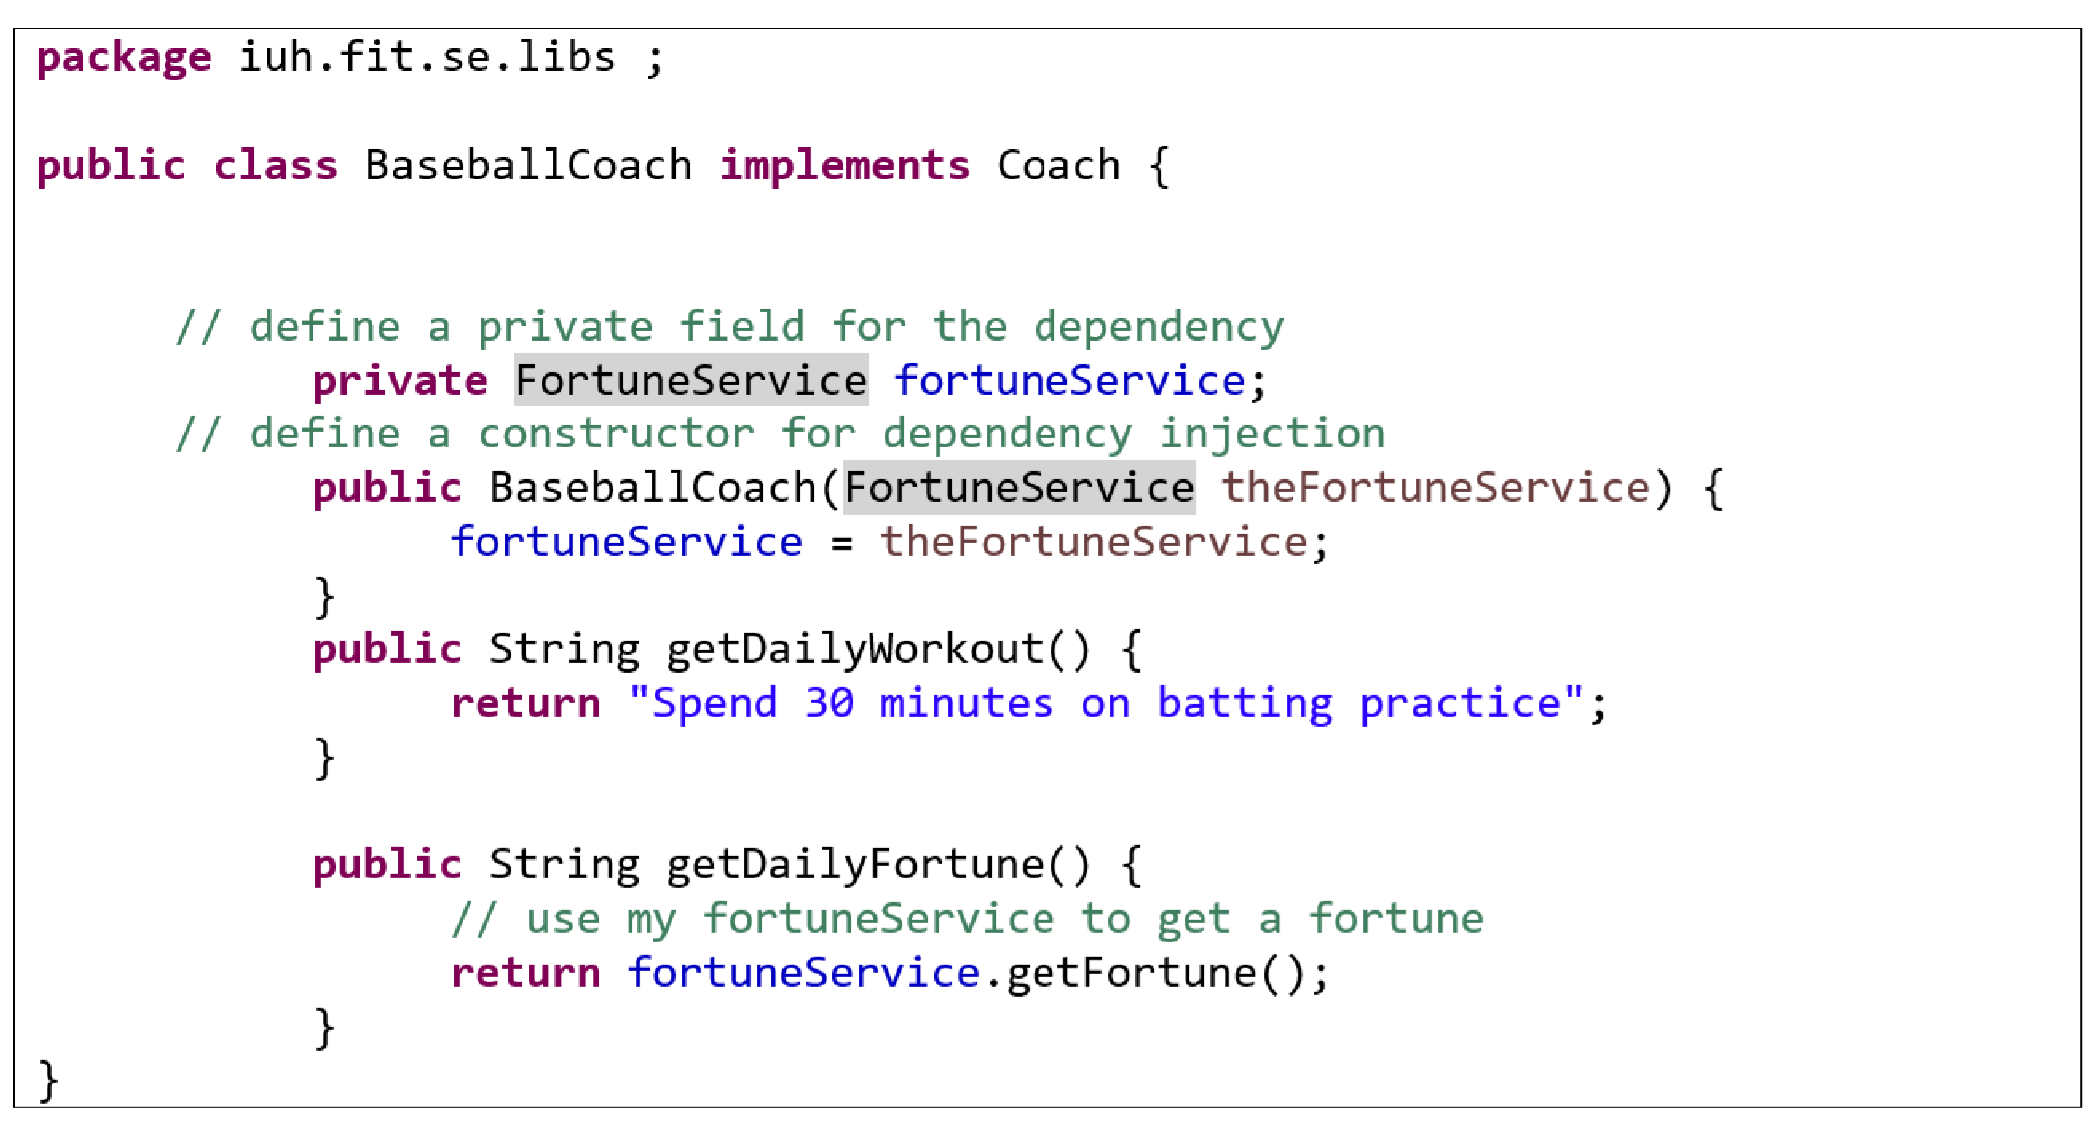 package iuh.fit.se.libs ;
public class BaseballCoach implements Coach {
// define a private field for the dependency
private FortuneService fortuneService;
// define a constructor for dependency injection
public BaseballCoach(FortuneService theFortuneService) {
fortuneService = theFortuneService;
}
public String getDailyWorkout() {
return "Spend 30 minutes on batting practice";
}
public String getDailyFortune() {
// use my fortuneService to get a fortune
return fortuneService.getFortune();
}
}